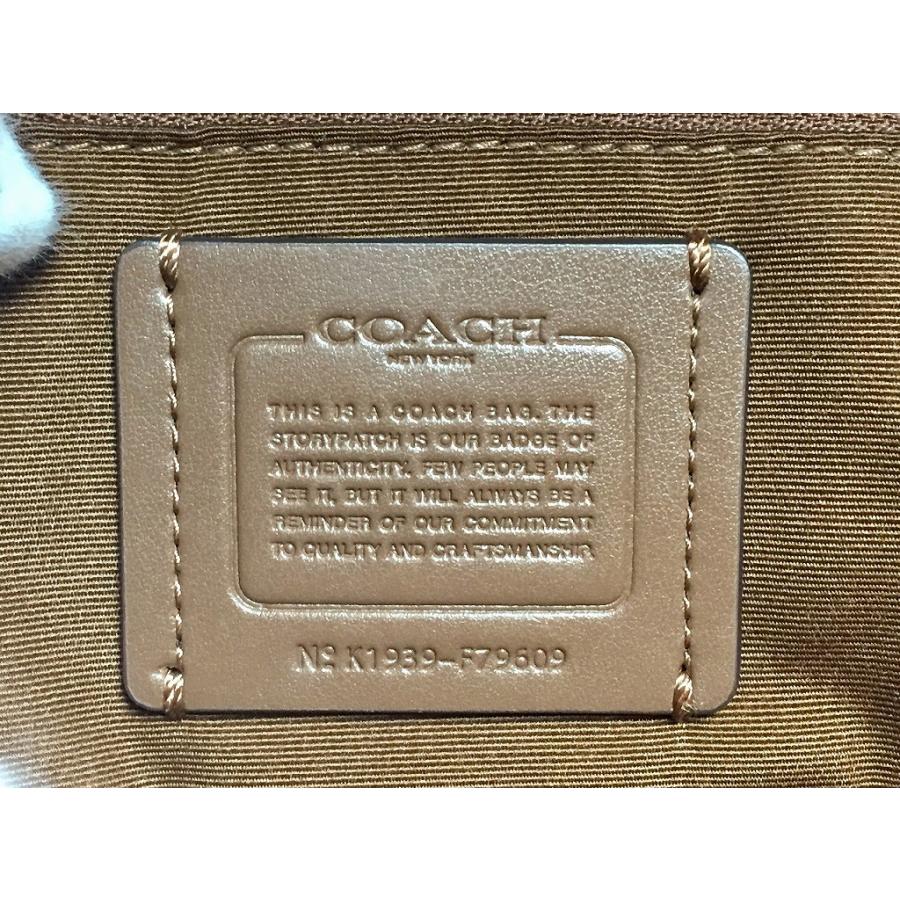 COACH
NEW YORK
THIS IS A COACH BAG. THE
STORYPATCH IS OUR BADGE OF
AUTHENTICITY. FEW PEOPLE MAY
SEE IT, BUT IT WILL ALWAYS BE A
REMINDER OF OUR COMMITMENT
TO QUALITY AND CRAFTSMANSHIP.
Nº K1939-F79609